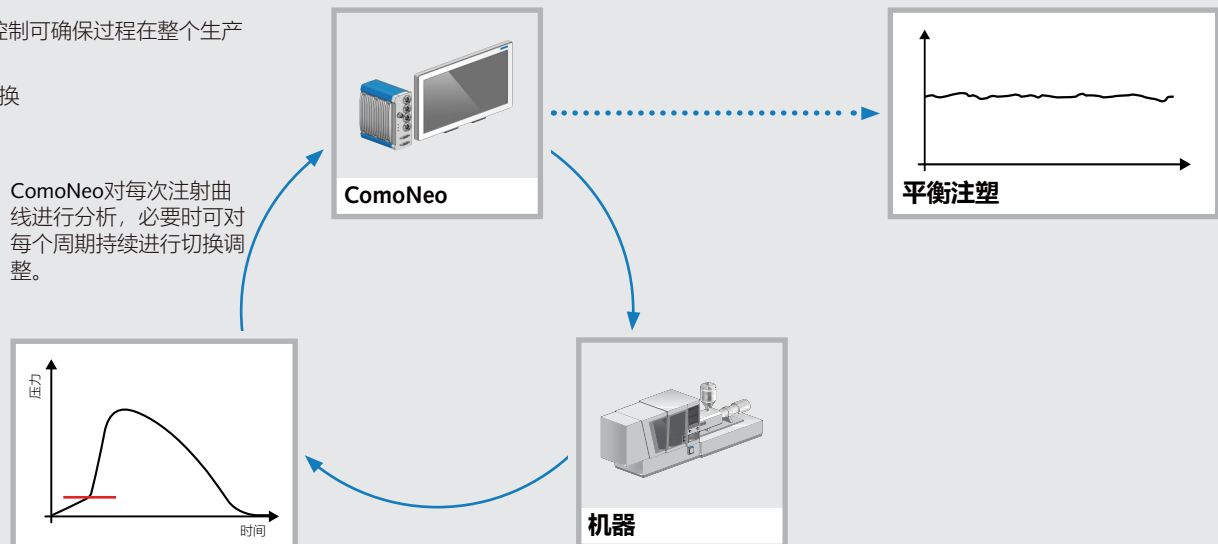 控制可确保过程在整个生产
换
ComoNeo对每次注射曲
线进行分析，必要时可对
每个周期持续进行切换调
整。
ComoNeo
平衡注塑
压力
时间
机器